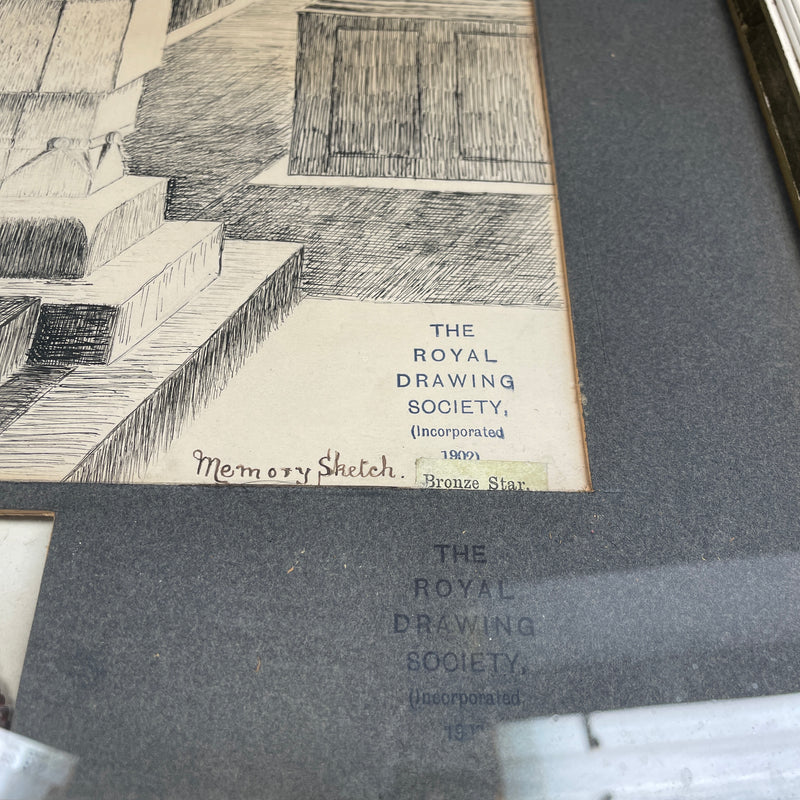 THE
ROYAL
DRAWING
SOCIETY,
(Incorporated
1902)
Memory Sketch.
Bronze Star.
THE
ROYAL
DRAWING
SOCIETY,
(Incorporated